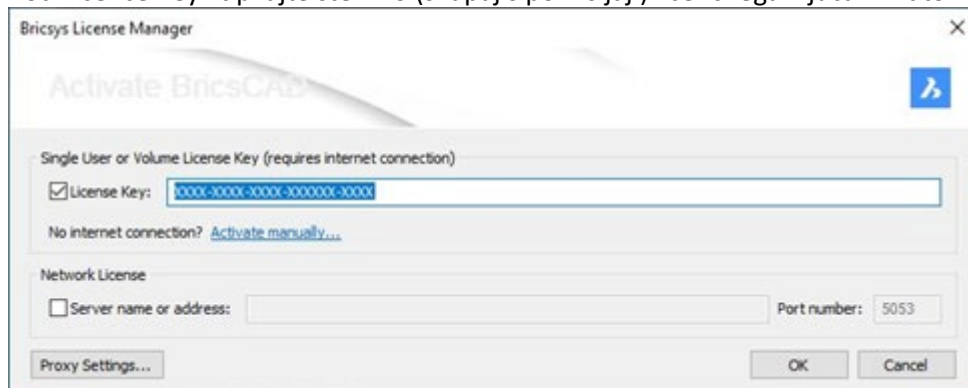 Bricsys License Manager
Activate BricsCAD
Single User or Volume License Key (requires internet connection)
License Key: XXXX-XXXX-XXXX-XXXXXX-XXXX
No internet connection? Activate manually...
Network License
Server name or address: Port number: 5053
Proxy Settings... OK Cancel